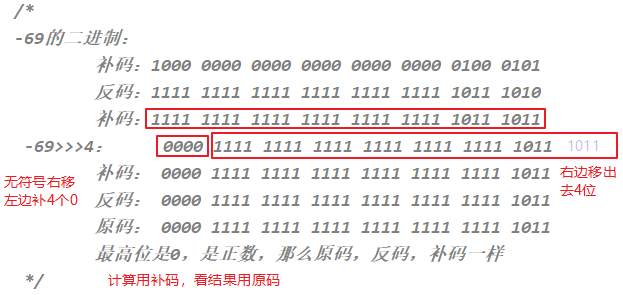 /*
-69的二进制：
补码：1000 0000 0000 0000 0000 0000 0100 0101
反码：1111 1111 1111 1111 1111 1111 1011 1010
补码：1111 1111 1111 1111 1111 1111 1011 1011
-69>>>4： 0000 1111 1111 1111 1111 1111 1111 1011 1011
无符号右移
左边补4个0
右边移出
去4位
补码： 0000 1111 1111 1111 1111 1111 1111 1011
反码： 0000 1111 1111 1111 1111 1111 1111 1011
原码： 0000 1111 1111 1111 1111 1111 1111 1011
最高位是0，是正数，那么原码，反码，补码一样
*/ 计算用补码，看结果用原码